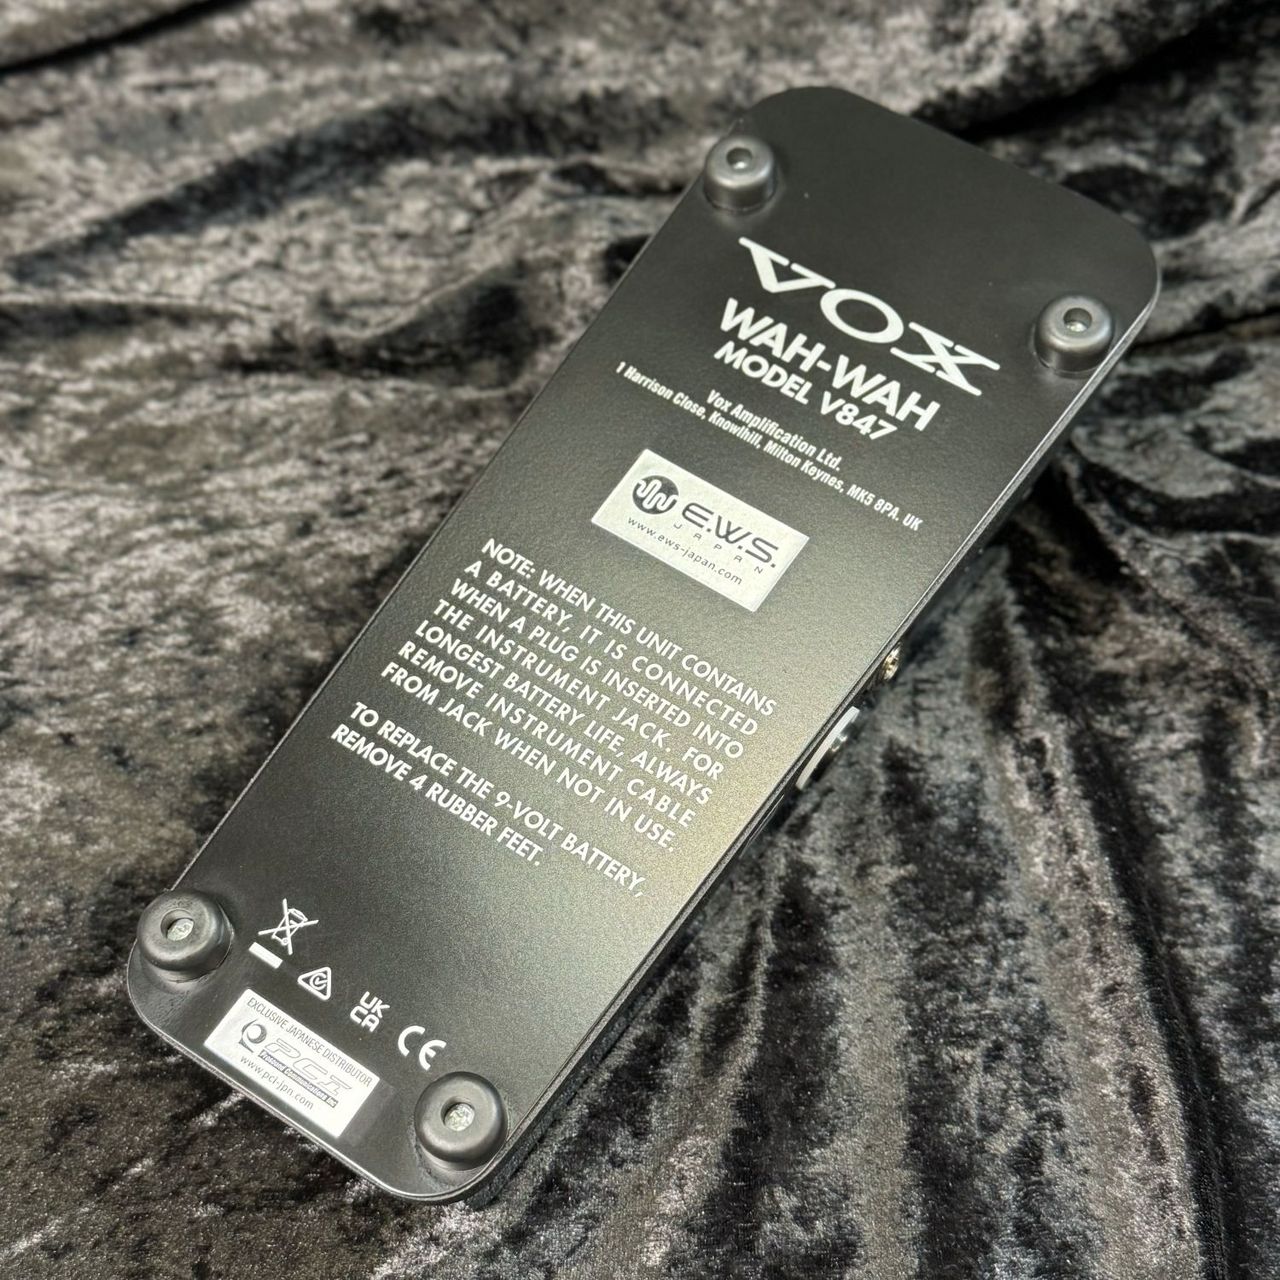 VOX
WAH-WAH
MODEL V847
Vox Amplification Ltd.
1 Harrison Close, Knowlhill, Milton Keynes, MK5 8PA. UK
E.W.S.
JAPAN
www.ews-japan.com
NOTE: WHEN THIS UNIT CONTAINS
A BATTERY, IT IS CONNECTED
WHEN A PLUG IS INSERTED INTO
THE INSTRUMENT JACK. FOR
LONGEST BATTERY LIFE, ALWAYS
REMOVE INSTRUMENT CABLE
FROM JACK WHEN NOT IN USE.
TO REPLACE THE 9-VOLT BATTERY,
REMOVE 4 RUBBER FEET.
UK
CA
CE
EXCLUSIVE JAPANESE DISTRIBUTOR
PCI
Prosound Communications Inc
www.pci-jpn.com